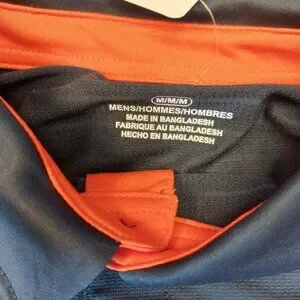 M/M/M
MENS/HOMMES/HOMBRES
MADE IN BANGLADESH
FABRIQUE AU BANGLADESH
HECHO EN BANGLADESH